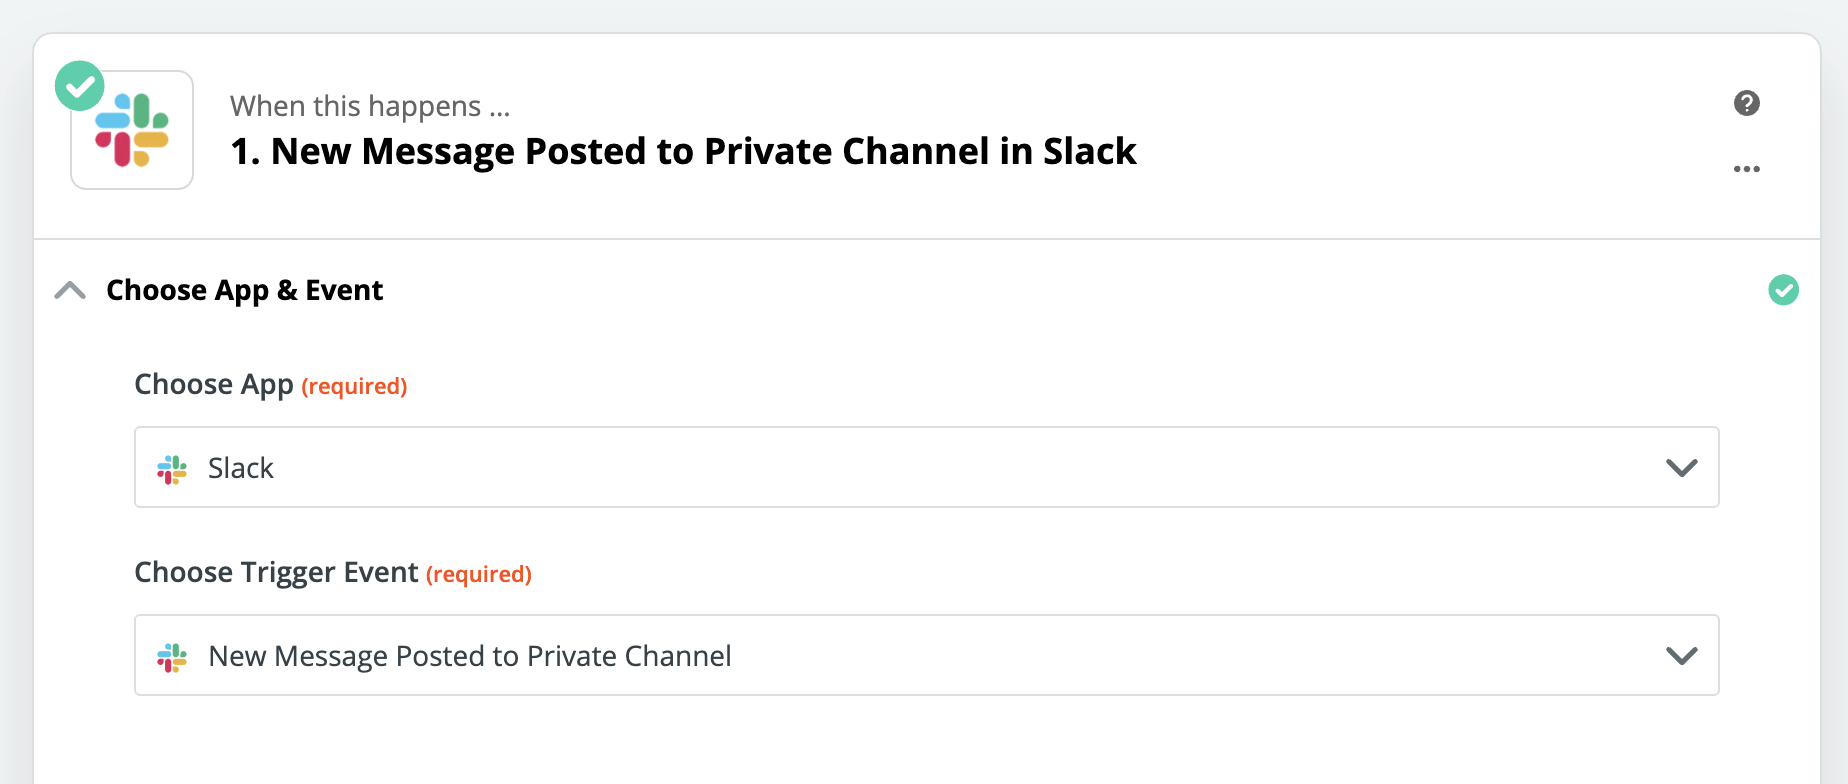 When this happens ...
1. New Message Posted to Private Channel in Slack
Choose App & Event
Choose App (required)
Slack
Choose Trigger Event (required)
New Message Posted to Private Channel